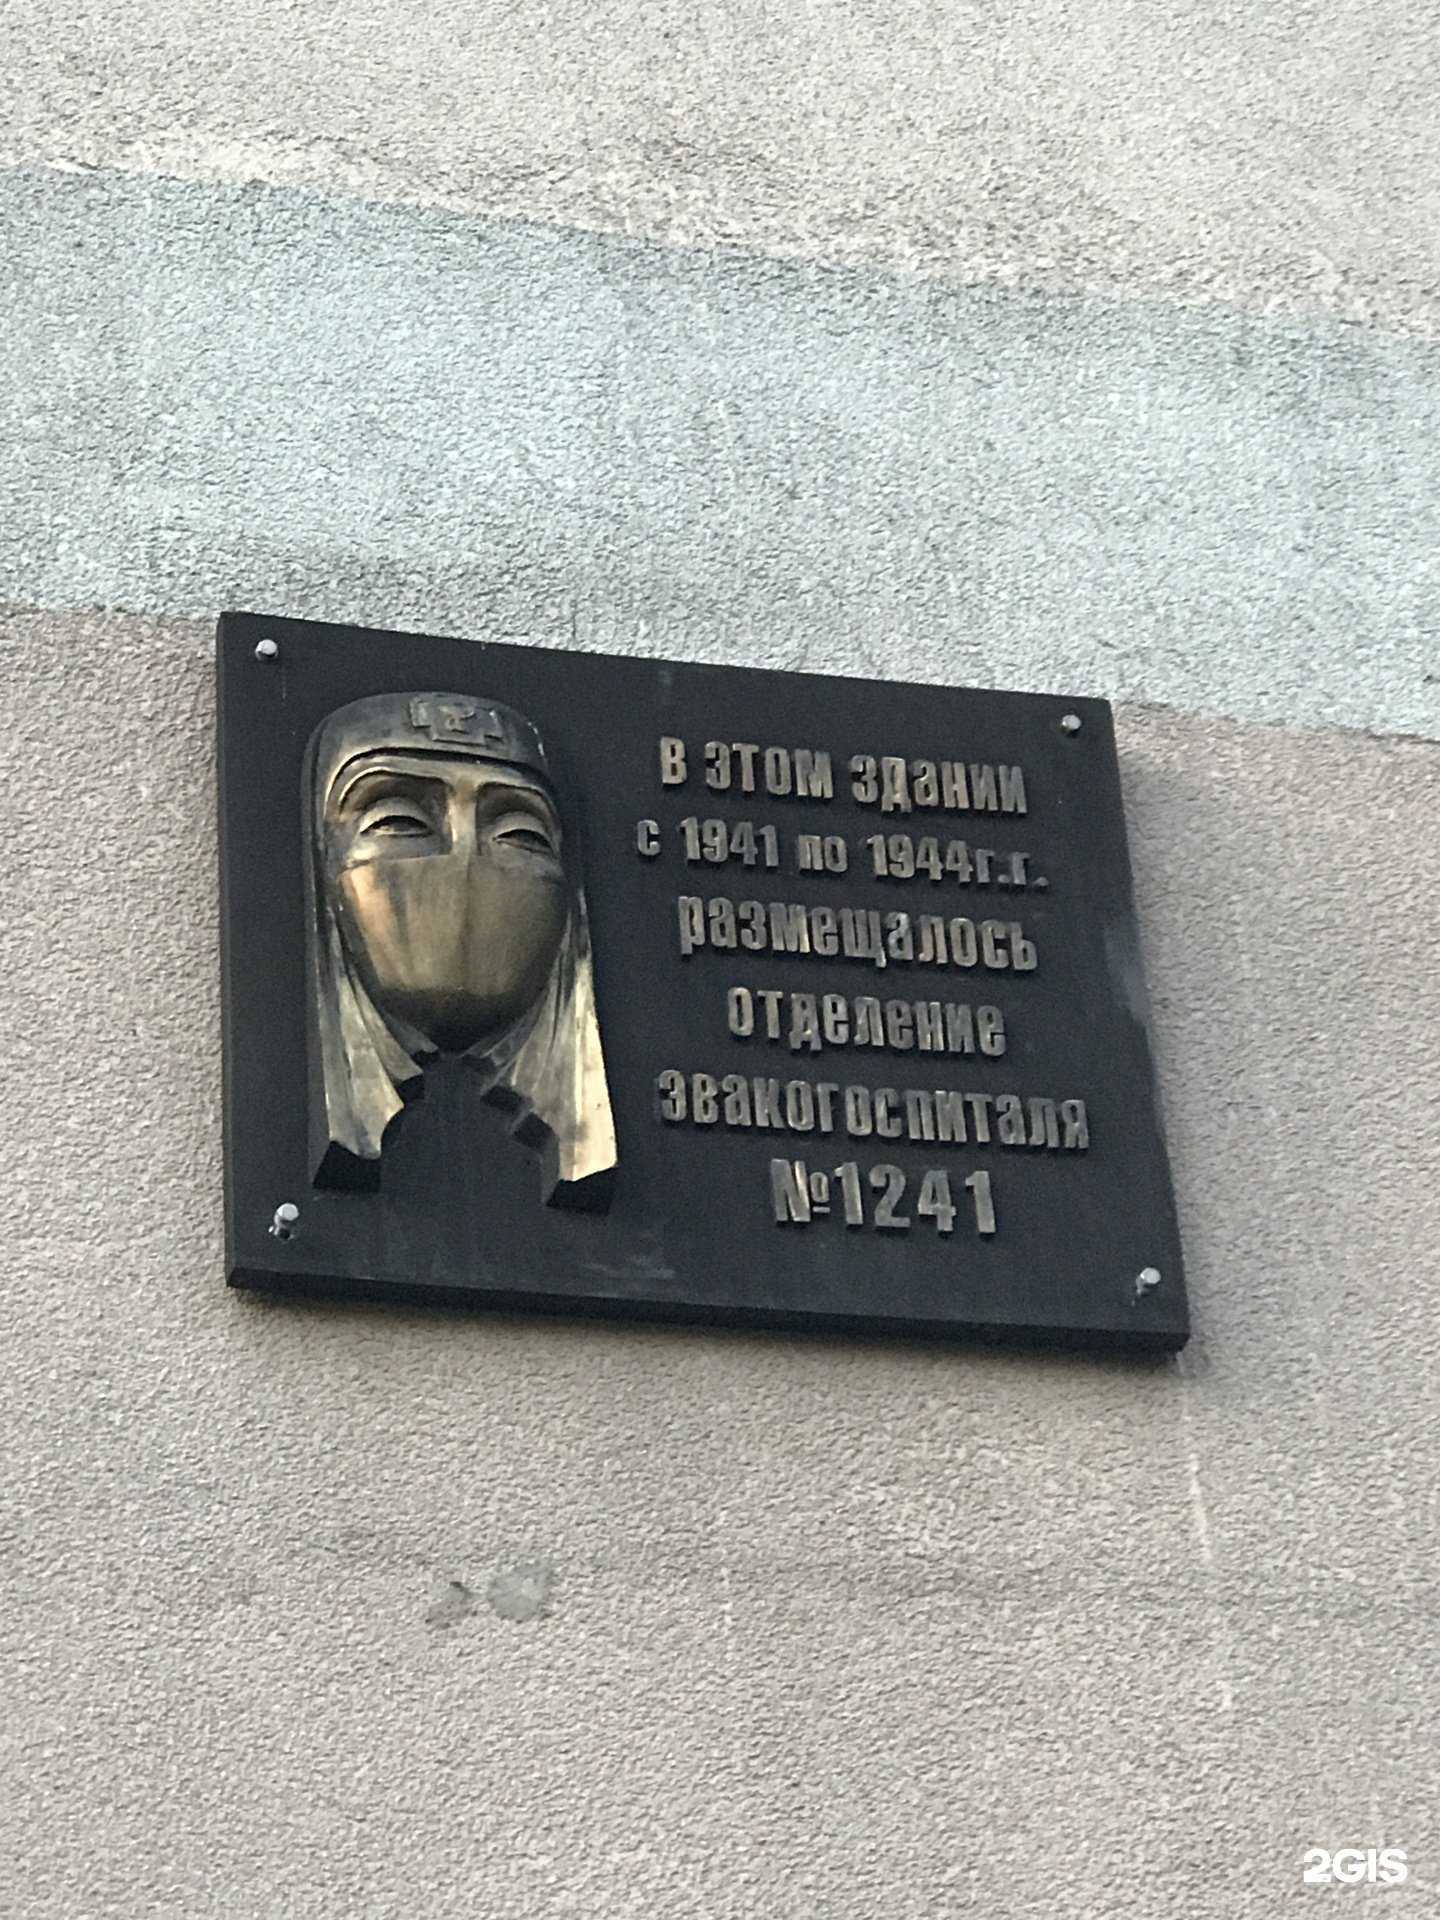 в этом здании
с 1941 по 1944г.г.
размещалось
отделение
эвакогоспиталя
№1241
2GIS